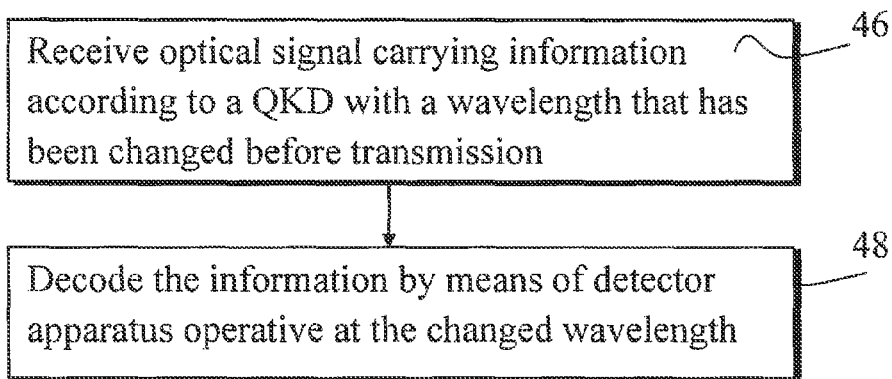 46
Receive optical signal carrying information
according to a QKD with a wavelength that has
been changed before transmission
48
Decode the information by means of detector
apparatus operative at the changed wavelength